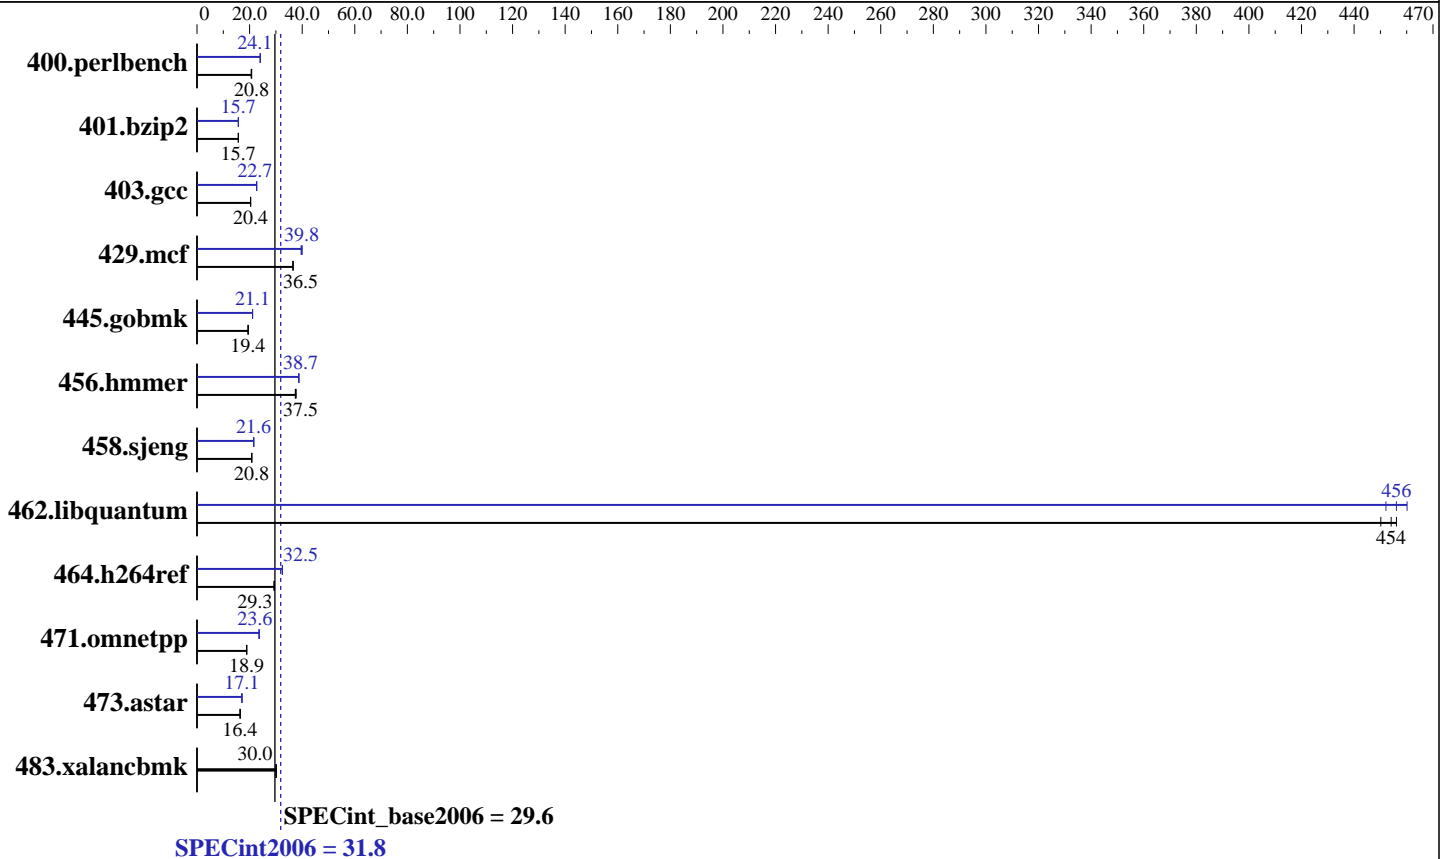 0 20.0 40.0 60.0 80.0 100 120 140 160 180 200 220 240 260 280 300 320 340 360 380 400 420 440 470
24.1
400.perlbench
20.8
15.7
401.bzip2
15.7
22.7
403.gcc
20.4
39.8
429.mcf
36.5
21.1
445.gobmk
19.4
38.7
456.hmmer
37.5
21.6
458.sjeng
20.8
456
462.libquantum
454
32.5
464.h264ref
29.3
23.6
471.omnetpp
18.9
17.1
473.astar
16.4
30.0
483.xalancbmk
SPECint_base2006 = 29.6
SPECint2006 = 31.8